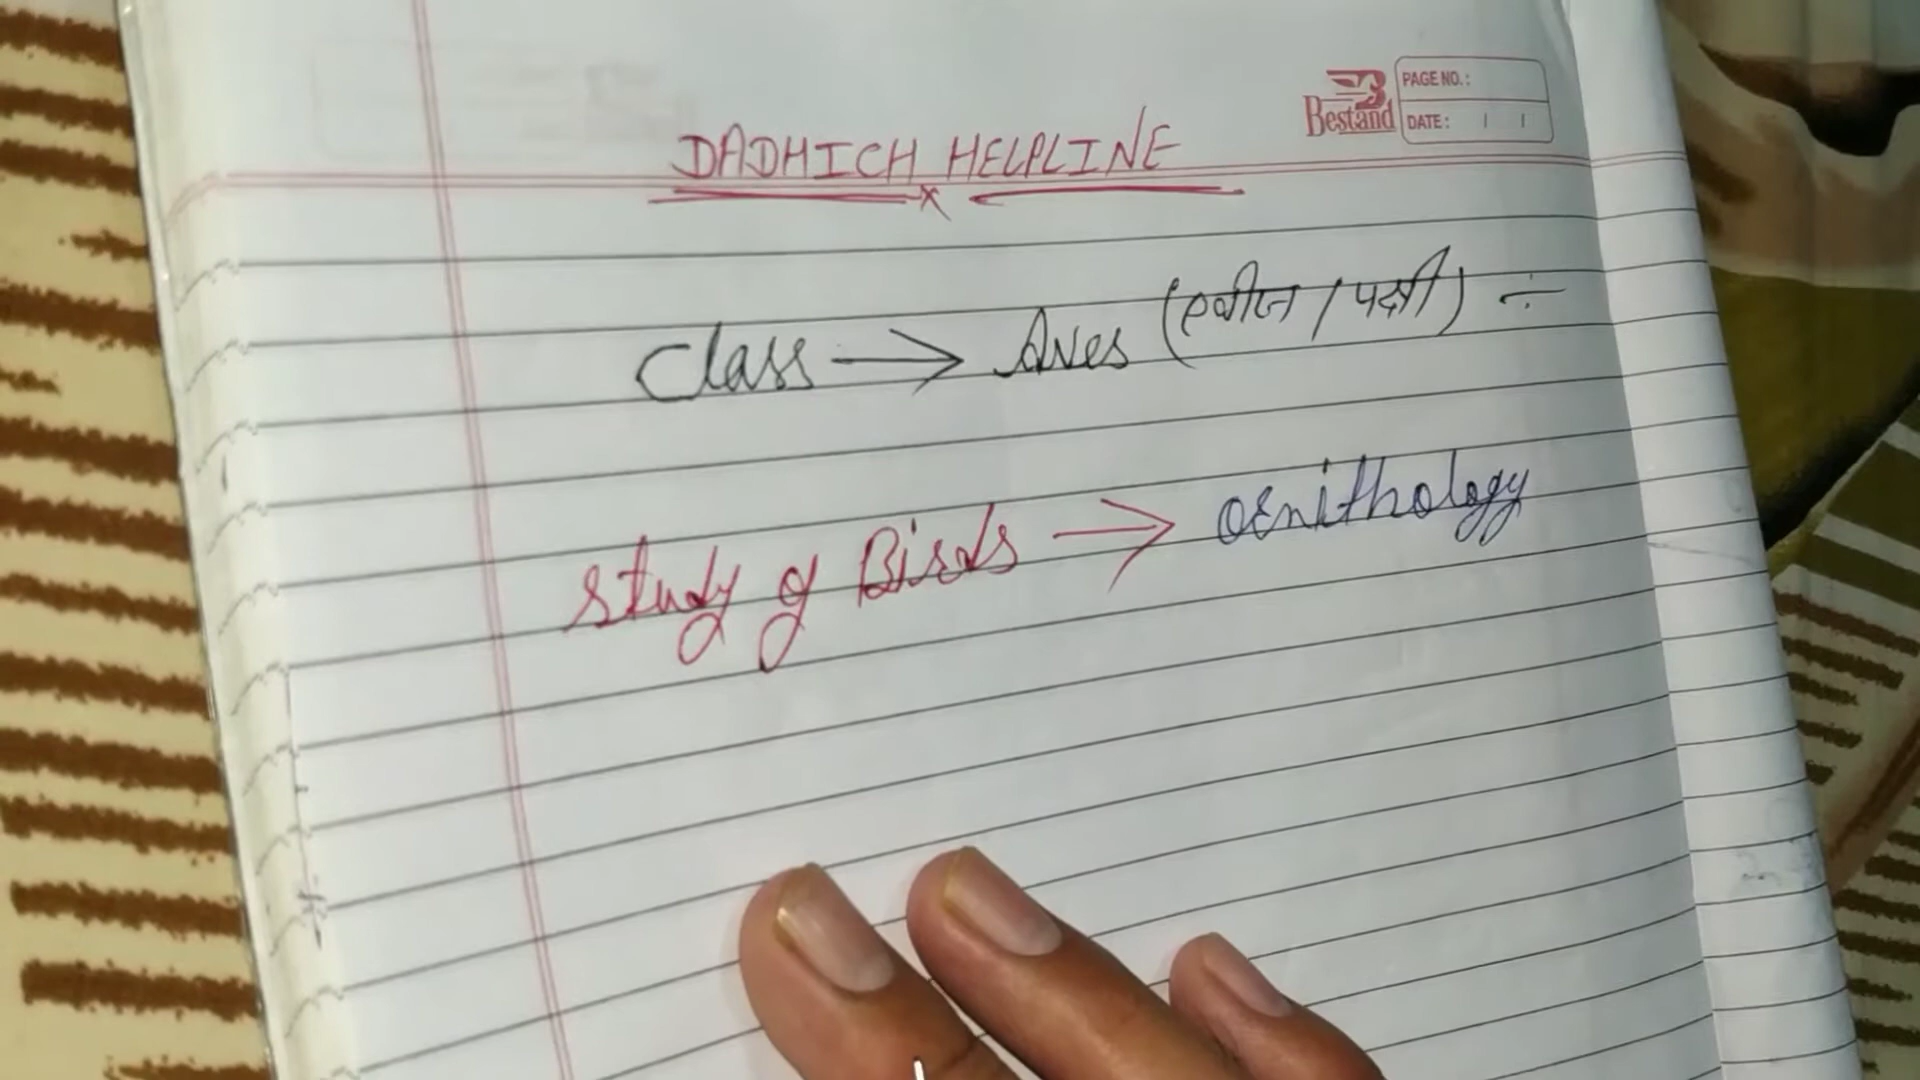 Bestand
PAGE NO.:
DATE: / /
DADHICH HELPLINE
Class → Aves (एवीज / पक्षी) ÷
Study of Birds → Ornithology